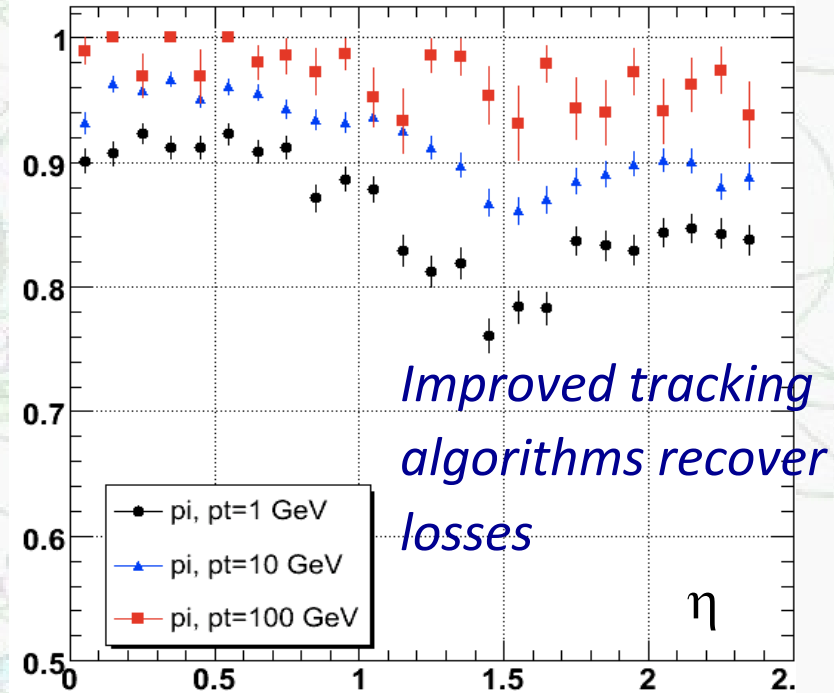 1
0.9
0.8
0.7
0.6
0.5
Improved tracking
algorithms recover
losses
pi, pt=1 GeV
pi, pt=10 GeV
pi, pt=100 GeV
η
0 0.5 1 1.5 2 2.